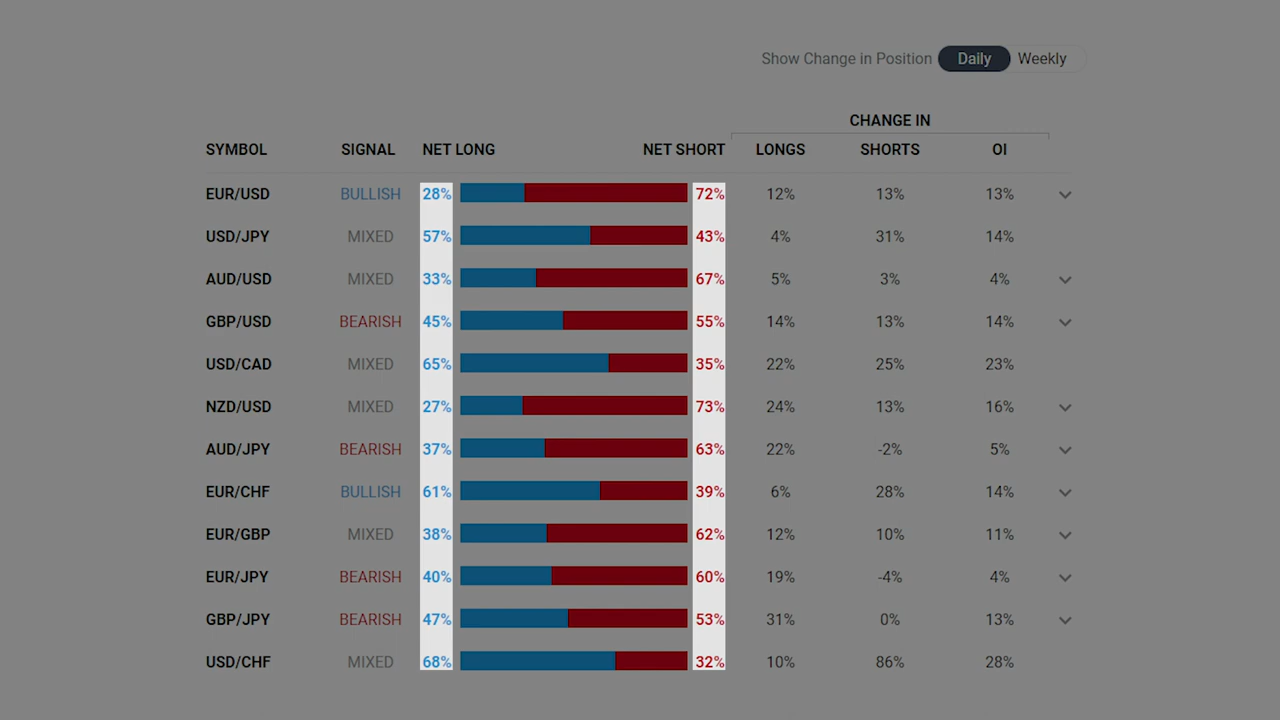 Show Change in Position Daily Weekly
CHANGE IN
SYMBOL SIGNAL NET LONG NET SHORT LONGS SHORTS OI
EUR/USD BULLISH 28% 72% 12% 13% 13%
USD/JPY MIXED 57% 43% 4% 31% 14%
AUD/USD MIXED 33% 67% 5% 3% 4%
GBP/USD BEARISH 45% 55% 14% 13% 14%
USD/CAD MIXED 65% 35% 22% 25% 23%
NZD/USD MIXED 27% 73% 24% 13% 16%
AUD/JPY BEARISH 37% 63% 22% -2% 5%
EUR/CHF BULLISH 61% 39% 6% 28% 14%
EUR/GBP MIXED 38% 62% 12% 10% 11%
EUR/JPY BEARISH 40% 60% 19% -4% 4%
GBP/JPY BEARISH 47% 53% 31% 0% 13%
USD/CHF MIXED 68% 32% 10% 86% 28%